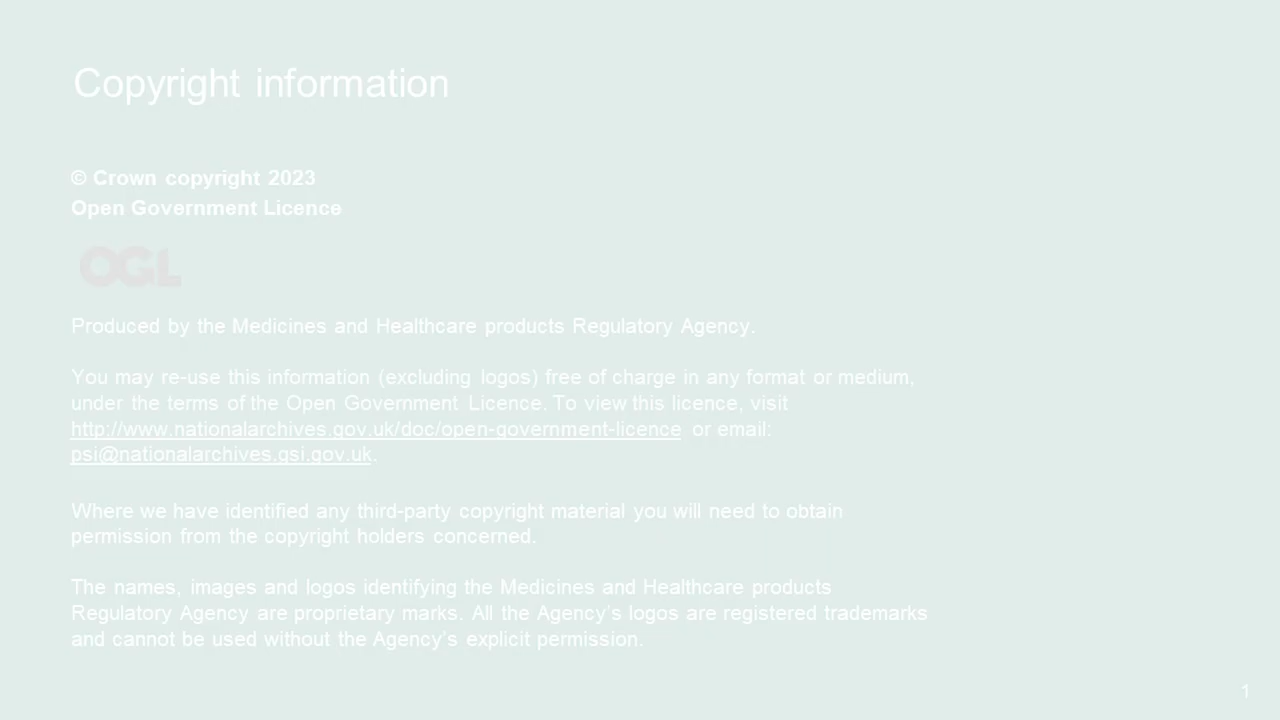 Copyright information
© Crown copyright 2023
Open Government Licence
OGL
Produced by the Medicines and Healthcare products Regulatory Agency.
You may re-use this information (excluding logos) free of charge in any format or medium,
under the terms of the Open Government Licence. To view this licence, visit
http://www.nationalarchives.gov.uk/doc/open-government-licence or email:
psi@nationalarchives.gsi.gov.uk.
Where we have identified any third-party copyright material you will need to obtain
permission from the copyright holders concerned.
The names, images and logos identifying the Medicines and Healthcare products
Regulatory Agency are proprietary marks. All the Agency’s logos are registered trademarks
and cannot be used without the Agency’s explicit permission.
1